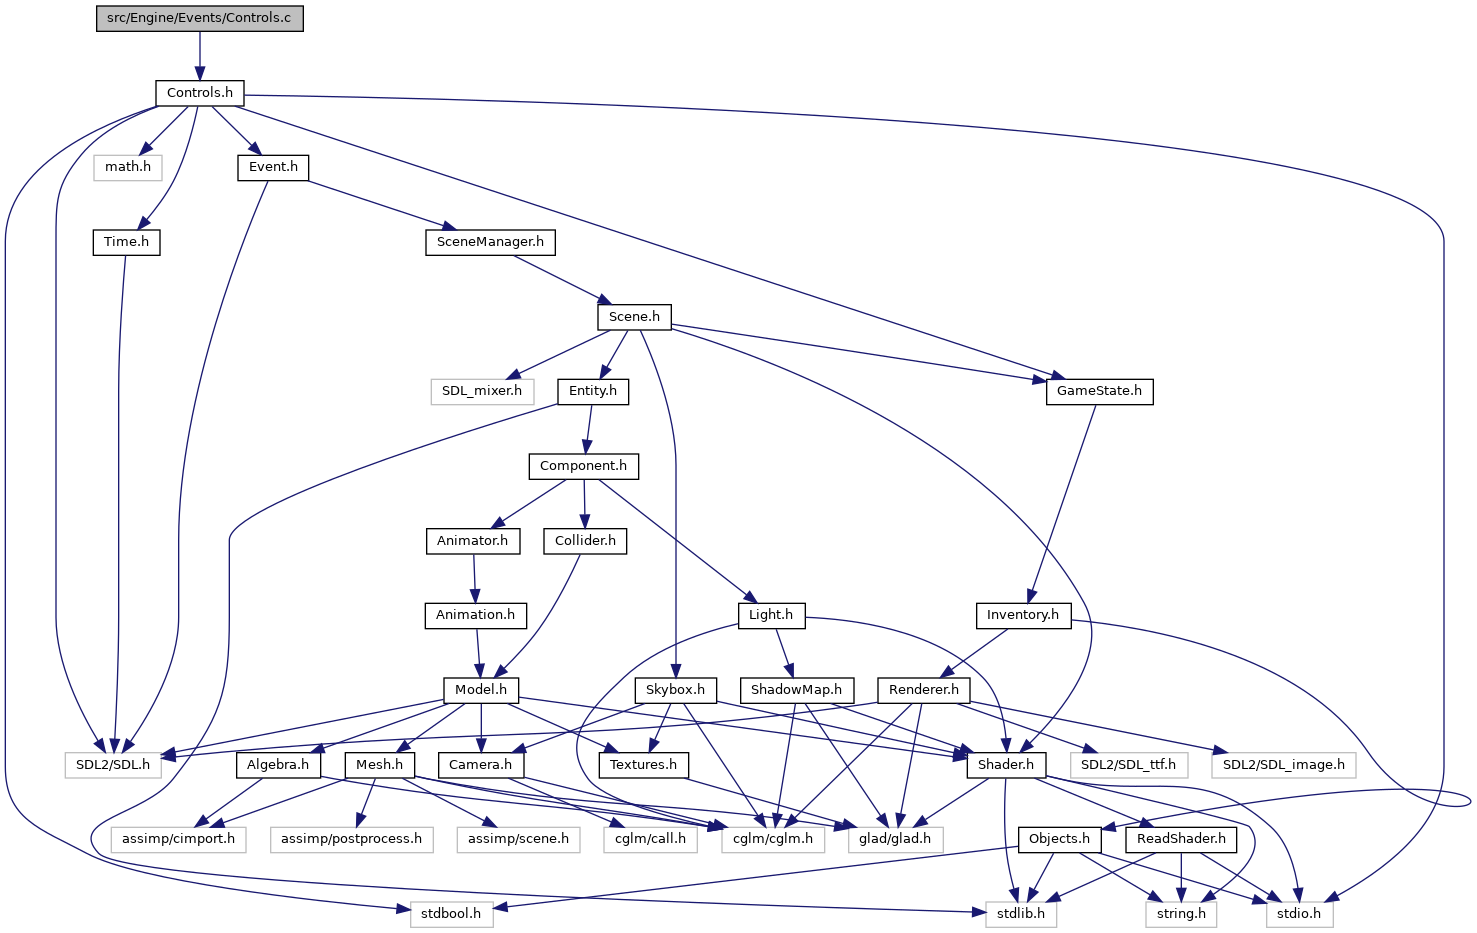 src/Engine/Events/Controls.c
Controls.h
math.h
Event.h
Time.h
SceneManager.h
Scene.h
SDL_mixer.h
Entity.h
GameState.h
Component.h
Animator.h
Collider.h
Animation.h
Light.h
Inventory.h
Model.h
Skybox.h
ShadowMap.h
Renderer.h
SDL2/SDL.h
Algebra.h
Mesh.h
Camera.h
Textures.h
Shader.h
SDL2/SDL_ttf.h
SDL2/SDL_image.h
assimp/cimport.h
assimp/postprocess.h
assimp/scene.h
cglm/call.h
cglm/cglm.h
glad/glad.h
Objects.h
ReadShader.h
stdbool.h
stdlib.h
string.h
stdio.h